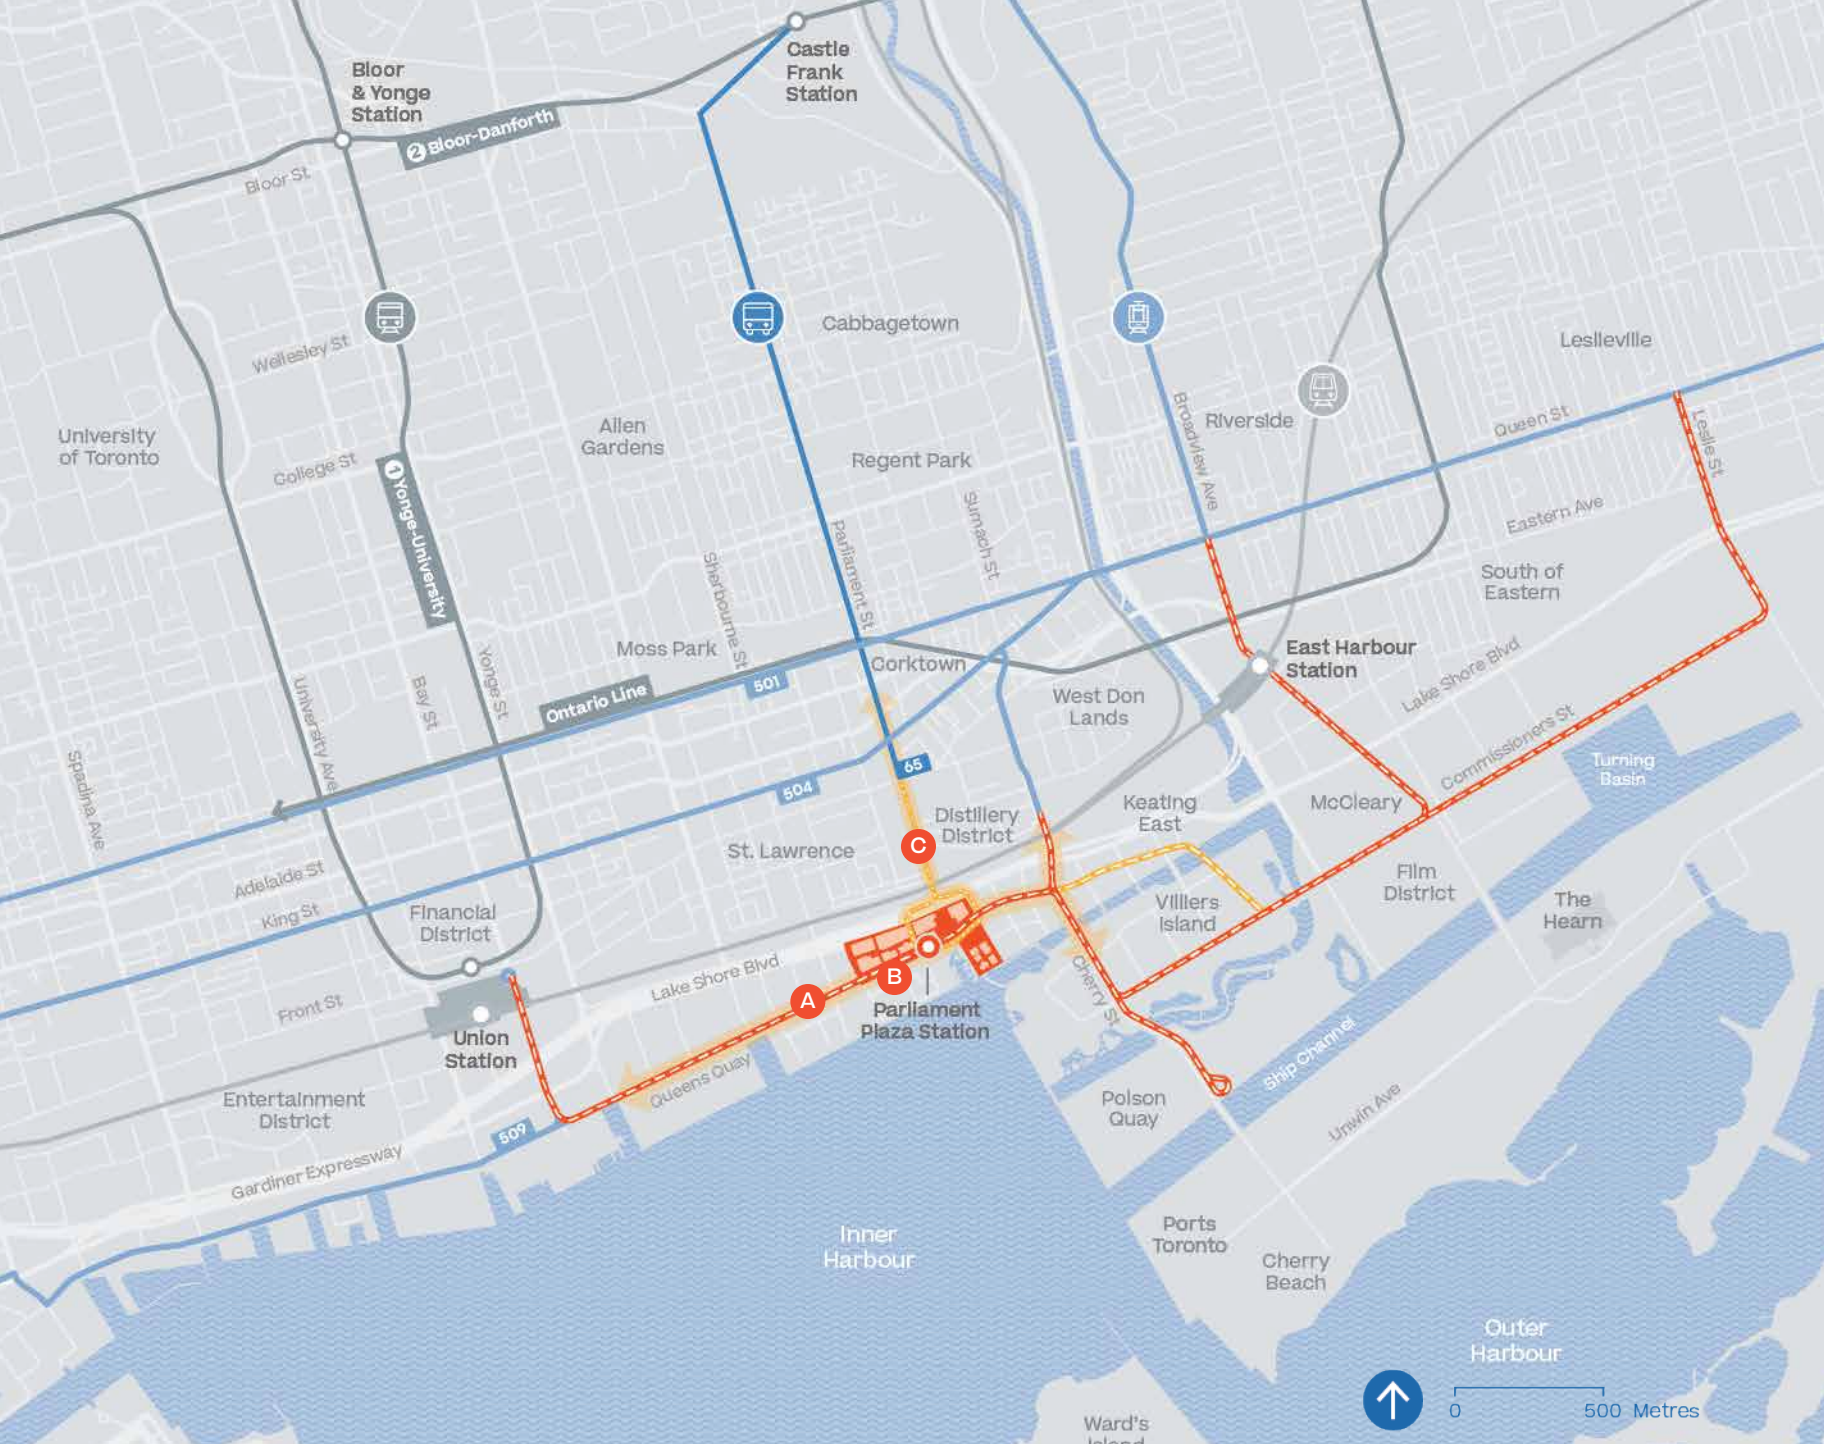 Castle
Frank
Station
Bloor
& Yonge
Station
2 Bloor-Danforth
Bloor St
Cabbagetown
Wellesley St
Leslieville
University
of Toronto
Allen
Gardens
Riverside
Broadview Ave
Queen St
Leslie St
College St
1 Yonge-University
Regent Park
Sumach St
Parliament St
Sherbourne St
Eastern Ave
South of
Eastern
Moss Park
Corktown
East Harbour
Station
Lake Shore Blvd
Yonge St
Bay St
University Ave
Ontario Line
501
West Don
Lands
Commissioners St
Spadina Ave
65
504
Turning
Basin
Distillery
District
Keating
East
McCleary
C
St. Lawrence
Adelaide St
King St
Financial
District
Villiers
Island
Film
District
The
Hearn
Lake Shore Blvd
Cherry St
B
A
Front St
Parliament
Plaza Station
Union
Station
Queens Quay
Ship Channel
Entertainment
District
Polson
Quay
Unwin Ave
509
Gardiner Expressway
Inner
Harbour
Ports
Toronto
Cherry
Beach
Outer
Harbour
0 500 Metres
Ward's
Island